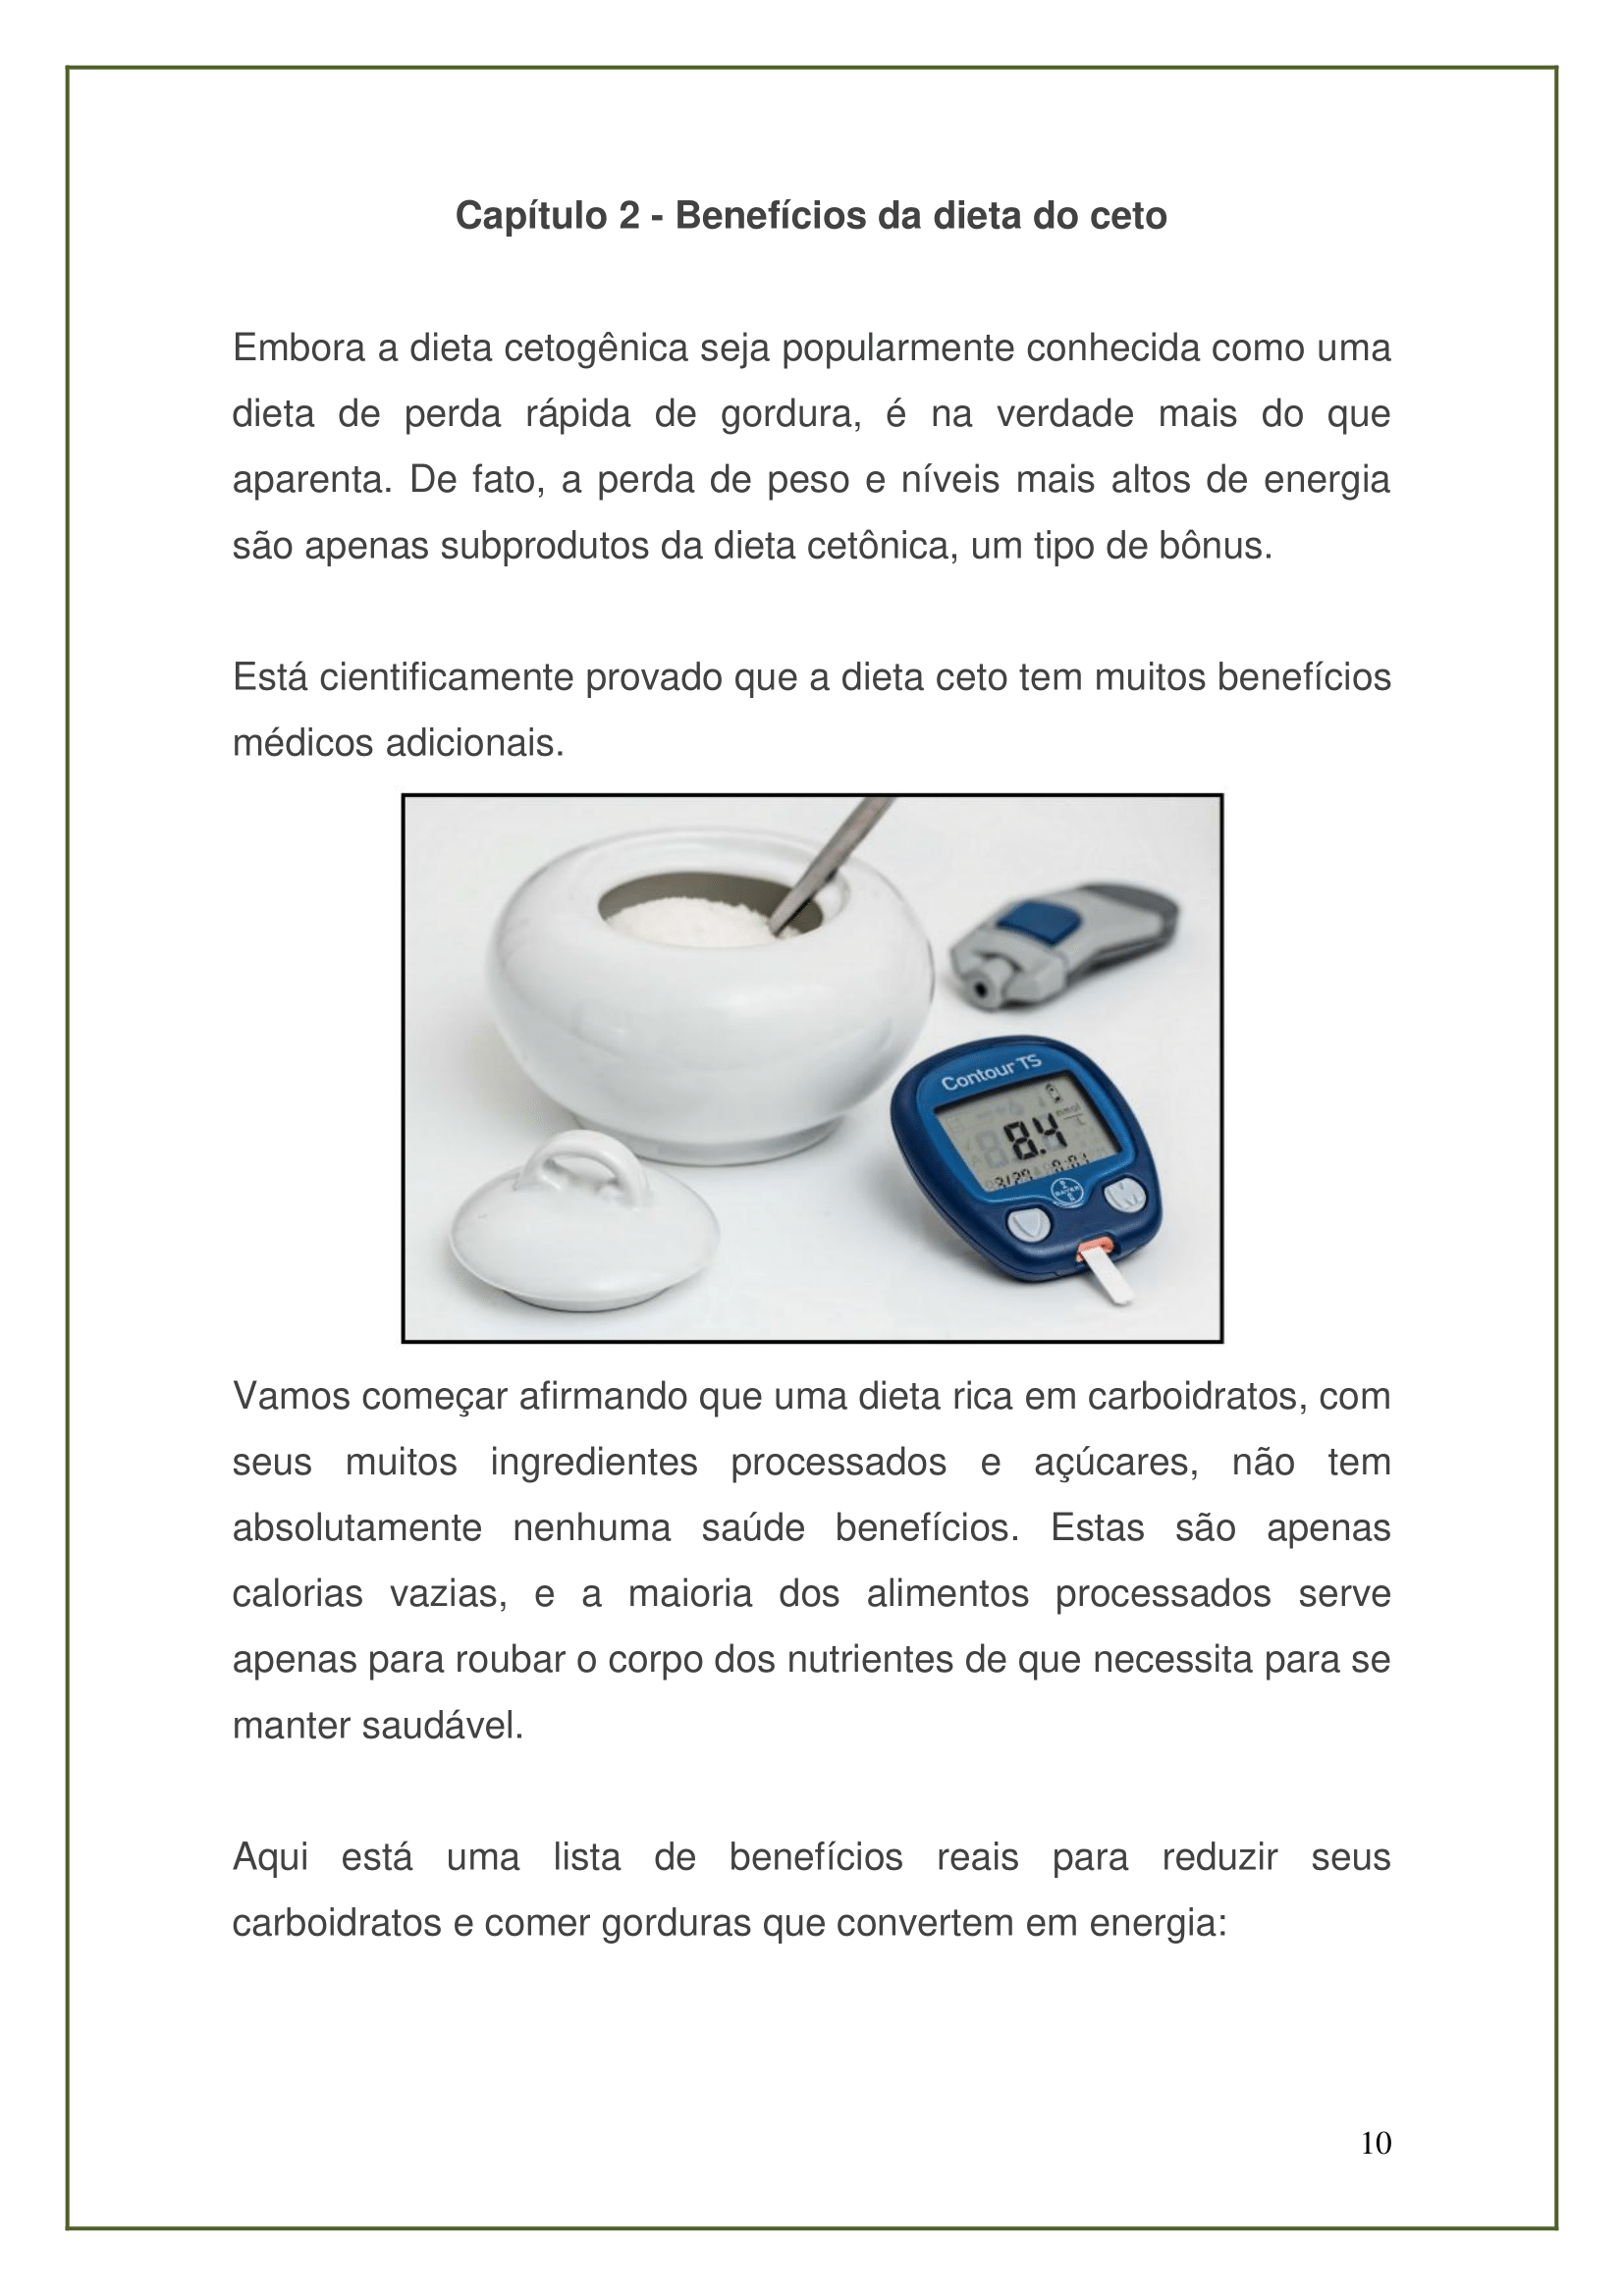 Capítulo 2 - Benefícios da dieta do ceto
Embora a dieta cetogênica seja popularmente conhecida como uma
dieta de perda rápida de gordura, é na verdade mais do que
aparenta. De fato, a perda de peso e níveis mais altos de energia
são apenas subprodutos da dieta cetônica, um tipo de bônus.
Está cientificamente provado que a dieta ceto tem muitos benefícios
médicos adicionais.
Contour TS
8.4
mmol
L
BAYER
M
Vamos começar afirmando que uma dieta rica em carboidratos, com
seus muitos ingredientes processados e açúcares, não tem
absolutamente nenhuma saúde benefícios. Estas são apenas
calorias vazias, e a maioria dos alimentos processados serve
apenas para roubar o corpo dos nutrientes de que necessita para se
manter saudável.
Aqui está uma lista de benefícios reais para reduzir seus
carboidratos e comer gorduras que convertem em energia:
10